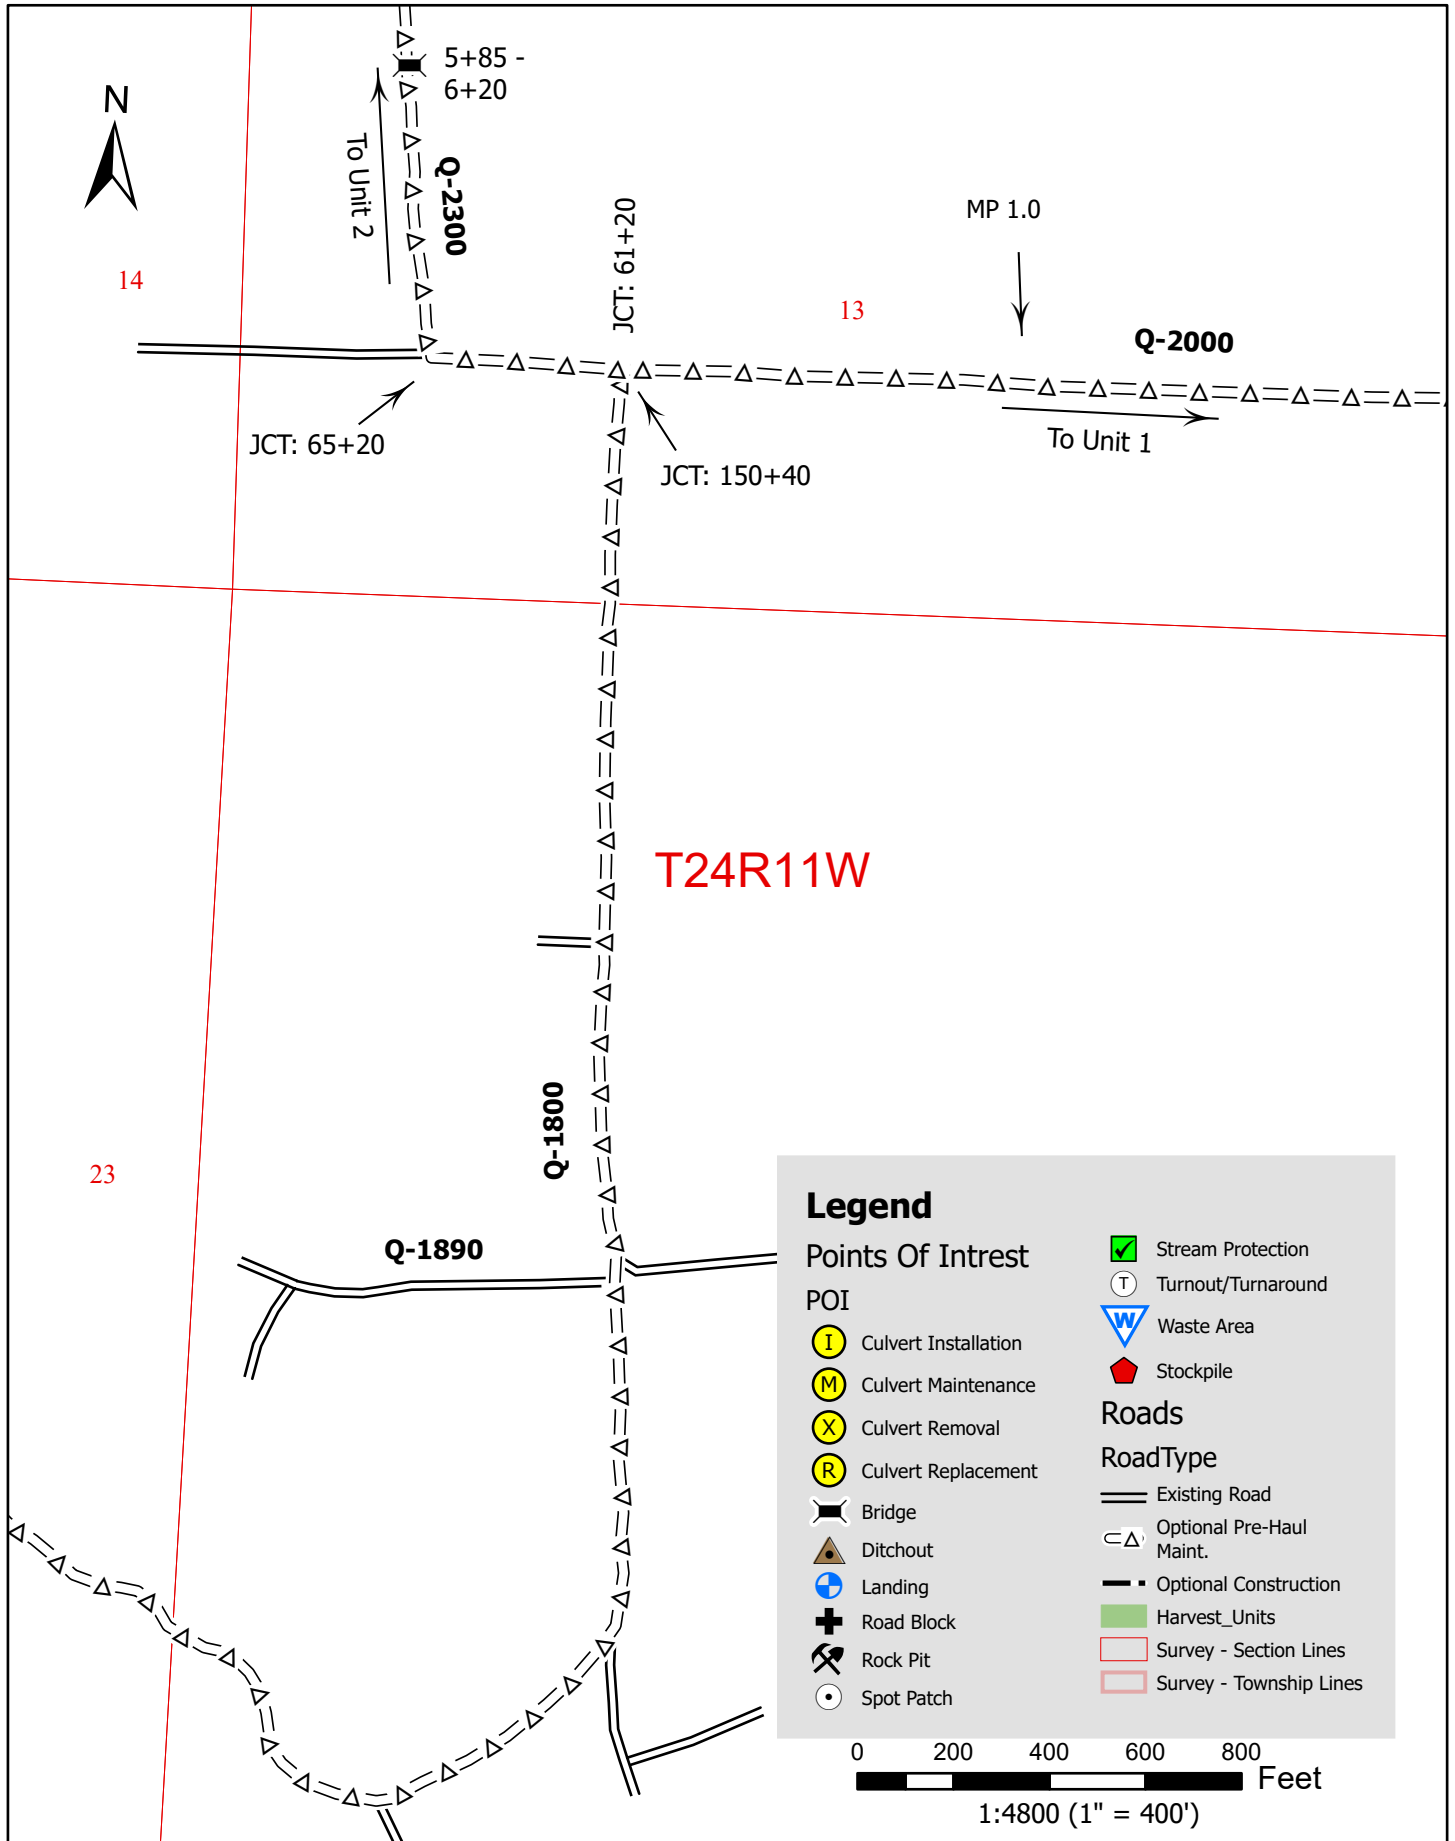 5+85 -
6+20
N
To Unit 2
Q-2300
JCT: 61+20
MP 1.0
14
13
Q-2000
JCT: 65+20
To Unit 1
JCT: 150+40
T24R11W
Q-1800
23
Q-1890
Legend
Points Of Intrest
POI
I Culvert Installation
M Culvert Maintenance
X Culvert Removal
R Culvert Replacement
Bridge
Ditchout
Landing
Road Block
Rock Pit
Spot Patch
Stream Protection
T Turnout/Turnaround
W Waste Area
Stockpile
Roads
RoadType
Existing Road
Optional Pre-Haul
Maint.
Optional Construction
Harvest_Units
Survey - Section Lines
Survey - Township Lines
0 200 400 600 800
Feet
1:4800 (1" = 400')